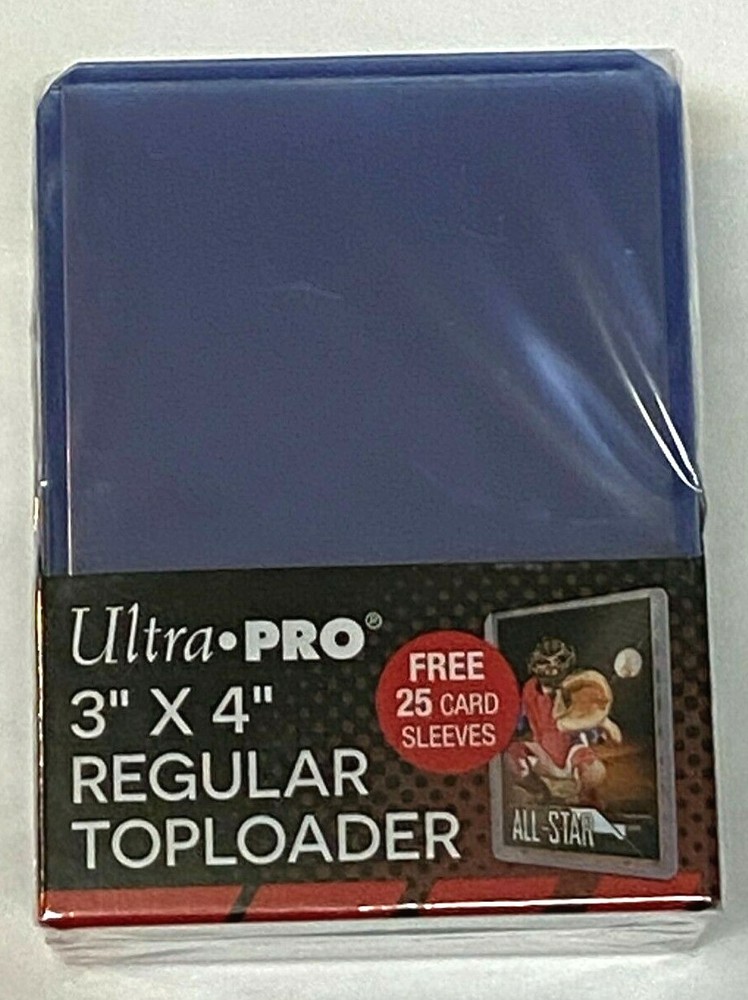 Ultra•PRO®
3" X 4"
REGULAR
TOPLOADER
FREE
25 CARD
SLEEVES
ALL-STAR